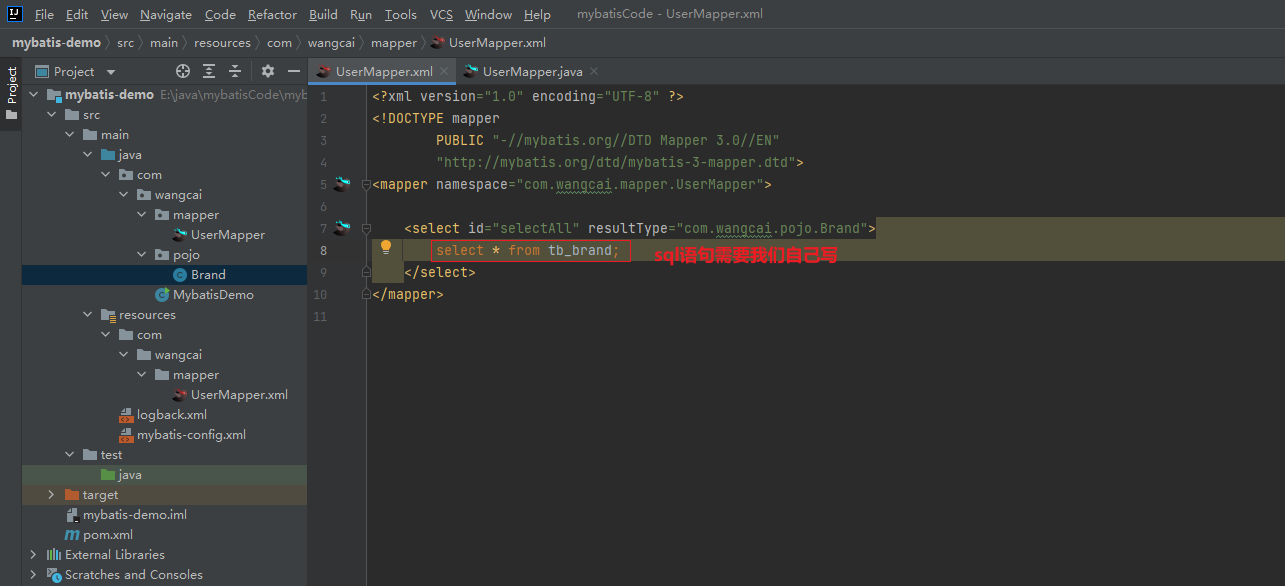 File Edit View Navigate Code Refactor Build Run Tools VCS Window Help mybatisCode - UserMapper.xml
mybatis-demo src main resources com wangcai mapper UserMapper.xml
Project
Project
UserMapper.xml
UserMapper.java
mybatis-demo E:\java\mybatisCode\myb
src
main
java
com
wangcai
mapper
UserMapper
pojo
Brand
MybatisDemo
resources
com
wangcai
mapper
UserMapper.xml
logback.xml
mybatis-config.xml
test
java
target
mybatis-demo.iml
pom.xml
External Libraries
Scratches and Consoles
1 <?xml version="1.0" encoding="UTF-8" ?>
2 <!DOCTYPE mapper
3 PUBLIC "-//mybatis.org//DTD Mapper 3.0//EN"
4 "http://mybatis.org/dtd/mybatis-3-mapper.dtd">
5 <mapper namespace="com.wangcai.mapper.UserMapper">
6
7 <select id="selectAll" resultType="com.wangcai.pojo.Brand">
8 select * from tb_brand; sql语句需要我们自己写
9 </select>
10 </mapper>
11